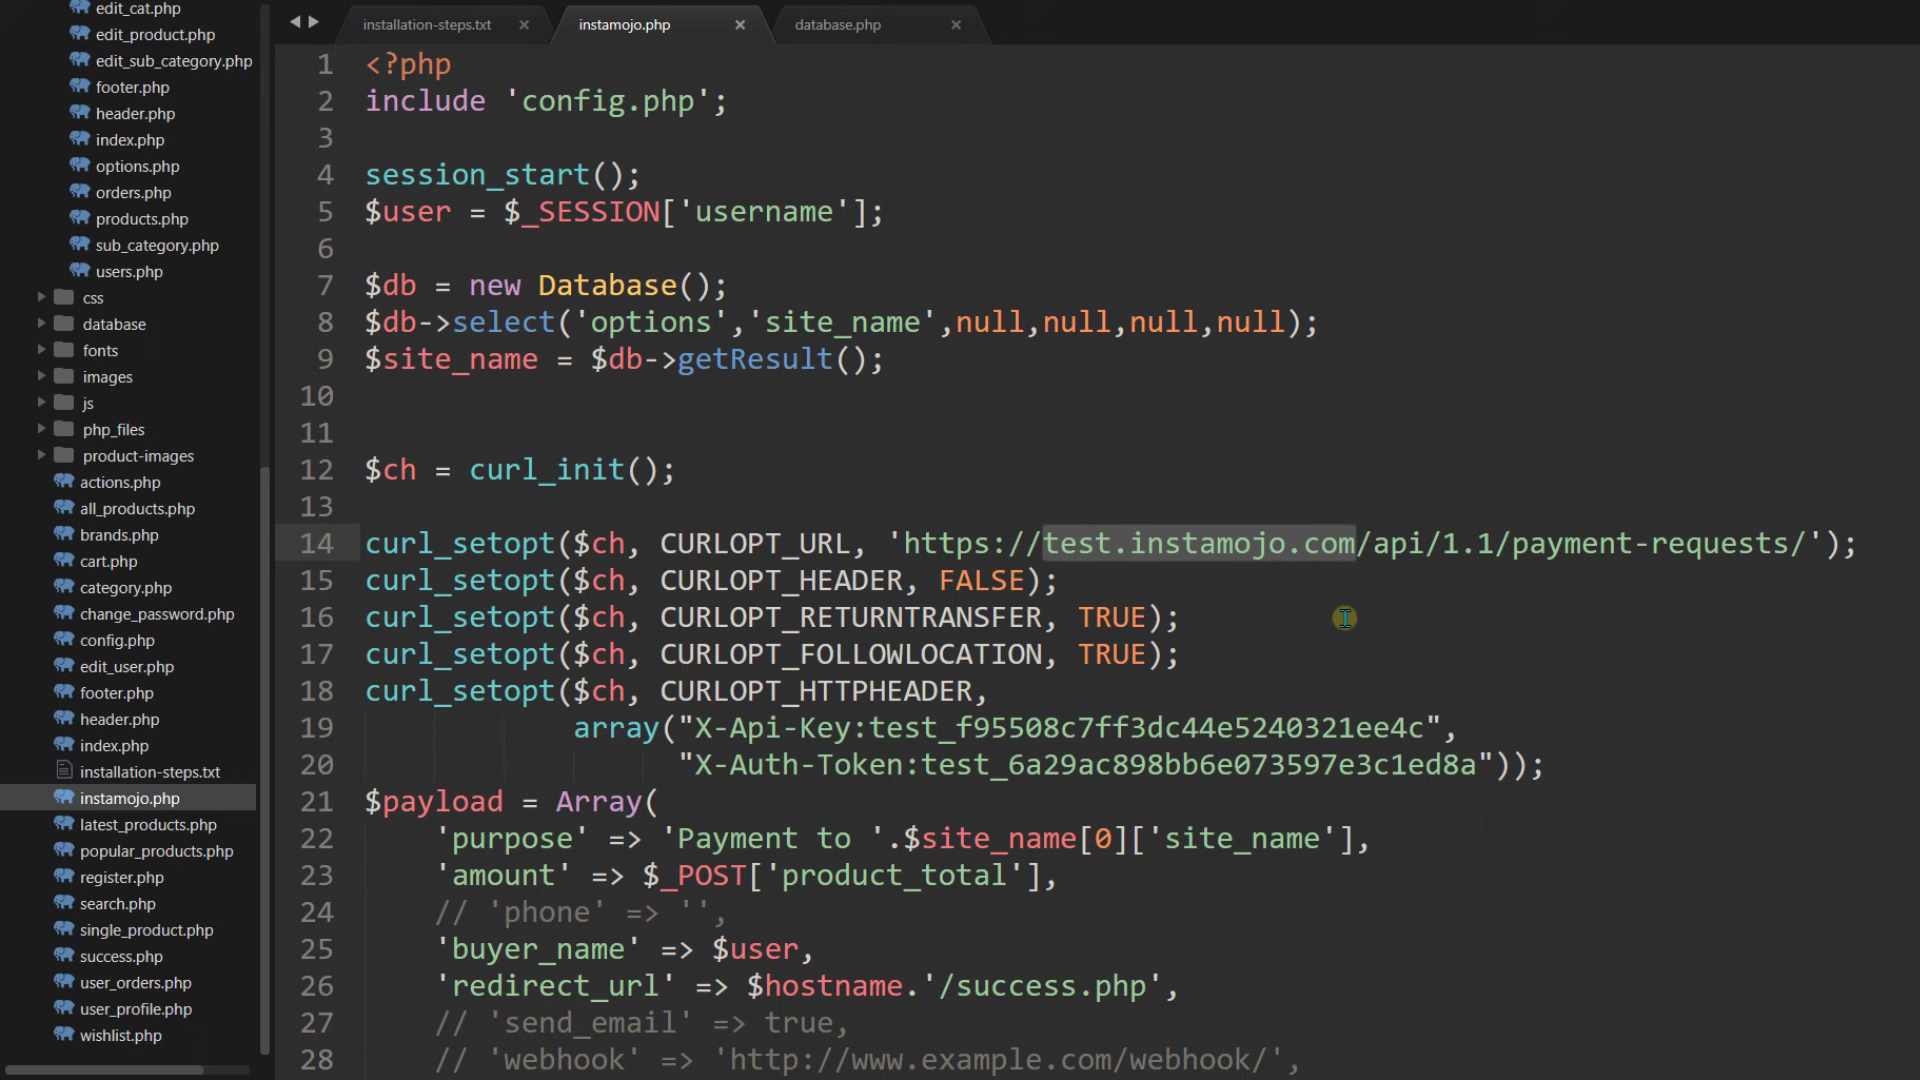 edit_cat.php
edit_product.php
edit_sub_category.php
footer.php
header.php
index.php
options.php
orders.php
products.php
sub_category.php
users.php
css
database
fonts
images
js
php_files
product-images
actions.php
all_products.php
brands.php
cart.php
category.php
change_password.php
config.php
edit_user.php
footer.php
header.php
index.php
installation-steps.txt
instamojo.php
latest_products.php
popular_products.php
register.php
search.php
single_product.php
success.php
user_orders.php
user_profile.php
wishlist.php
installation-steps.txt
instamojo.php
database.php
1 <?php
2 include 'config.php';
3
4 session_start();
5 $user = $_SESSION['username'];
6
7 $db = new Database();
8 $db->select('options','site_name',null,null,null,null);
9 $site_name = $db->getResult();
10
11
12 $ch = curl_init();
13
14 curl_setopt($ch, CURLOPT_URL, 'https://test.instamojo.com/api/1.1/payment-requests/');
15 curl_setopt($ch, CURLOPT_HEADER, FALSE);
16 curl_setopt($ch, CURLOPT_RETURNTRANSFER, TRUE);
17 curl_setopt($ch, CURLOPT_FOLLOWLOCATION, TRUE);
18 curl_setopt($ch, CURLOPT_HTTPHEADER,
19 array("X-Api-Key:test_f95508c7ff3dc44e5240321ee4c",
20 "X-Auth-Token:test_6a29ac898bb6e073597e3c1ed8a"));
21 $payload = Array(
22 'purpose' => 'Payment to '.$site_name[0]['site_name'],
23 'amount' => $_POST['product_total'],
24 // 'phone' => '',
25 'buyer_name' => $user,
26 'redirect_url' => $hostname.'/success.php',
27 // 'send_email' => true,
28 // 'webhook' => 'http://www.example.com/webhook/',